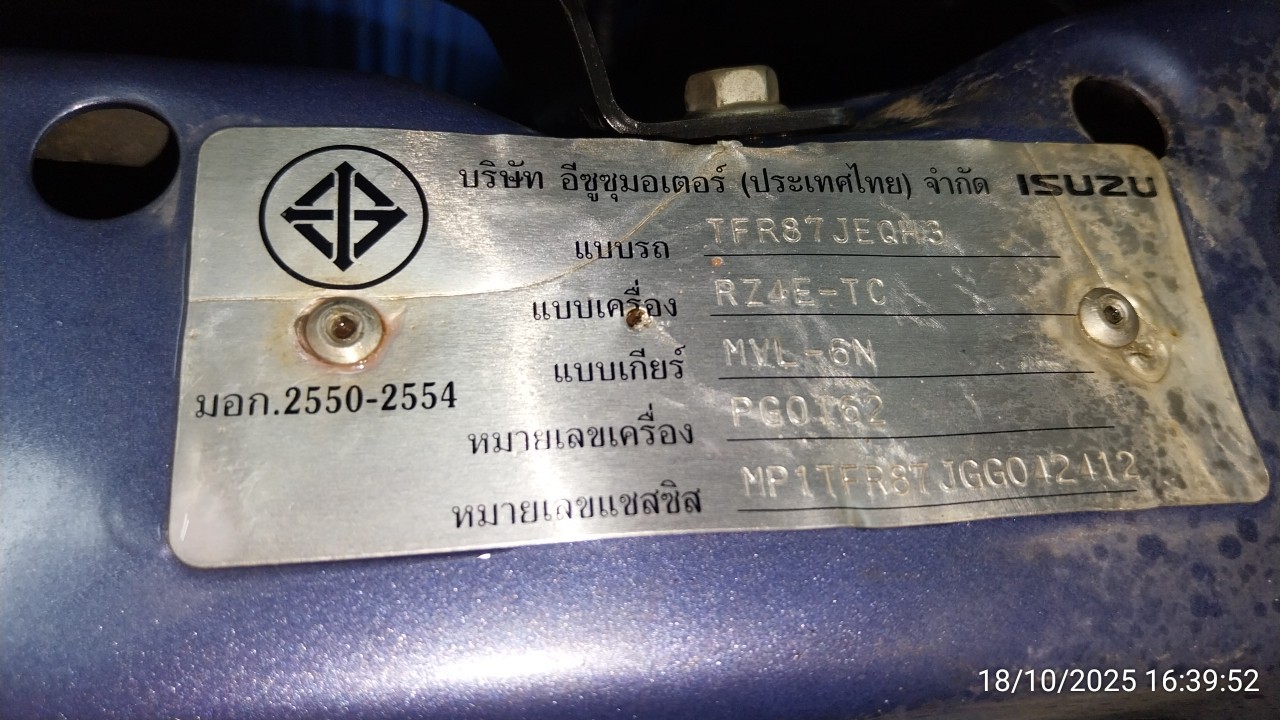 บริษัท อีซูซุมอเตอร์ (ประเทศไทย) จำกัด ISUZU
แบบรถ TFR87JEQH3
แบบเครื่อง RZ4E-TC
แบบเกียร์ MVL-6N
มอก.2550-2554
หมายเลขเครื่อง PG0162
หมายเลขแชสซิส MP1TFR87JGG042412
18/10/2025 16:39:52